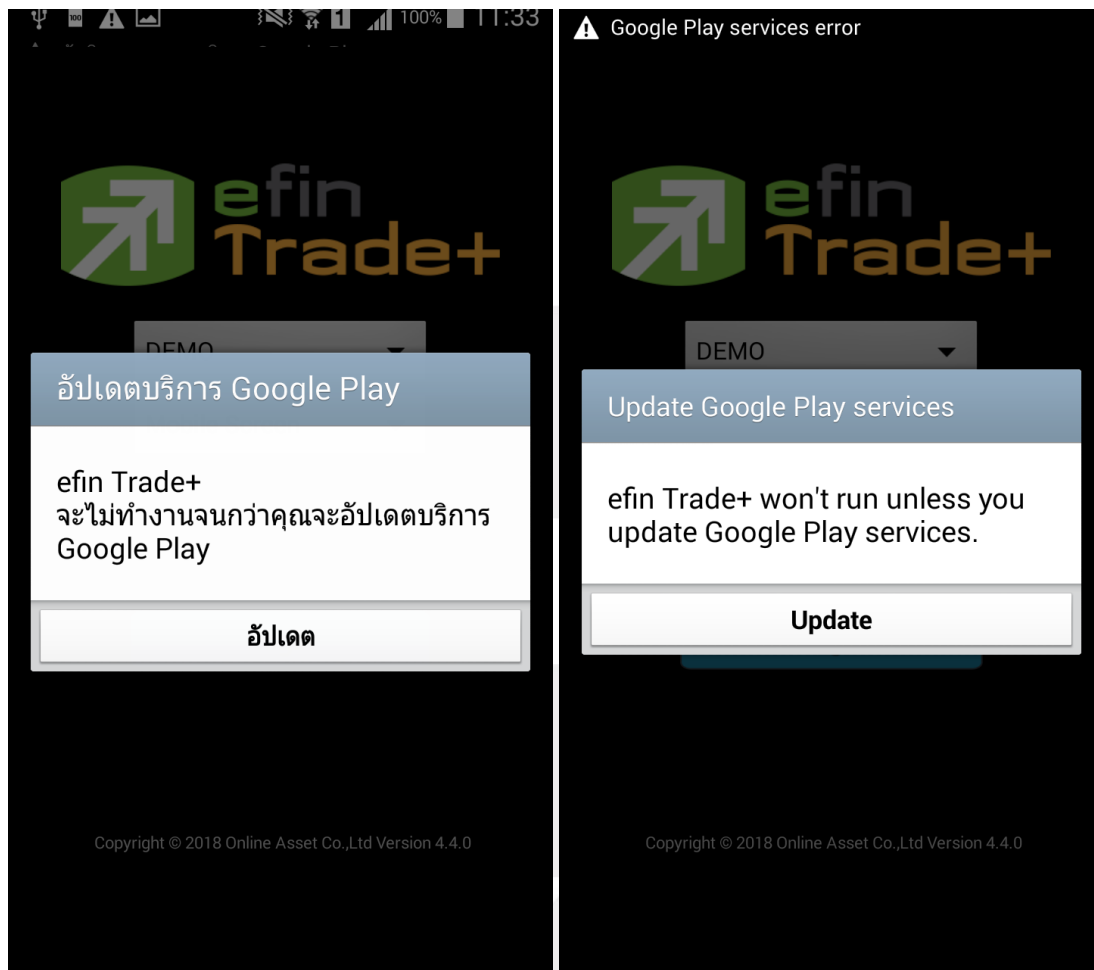 100
1
100%
11:33
efin
Trade+
DEMO
อัปเดตบริการ Google Play
efin Trade+
จะไม่ทำงานจนกว่าคุณจะอัปเดตบริการ
Google Play
อัปเดต
Copyright © 2018 Online Asset Co.,Ltd Version 4.4.0
Google Play services error
efin
Trade+
DEMO
Update Google Play services
efin Trade+ won't run unless you
update Google Play services.
Update
Copyright © 2018 Online Asset Co.,Ltd Version 4.4.0